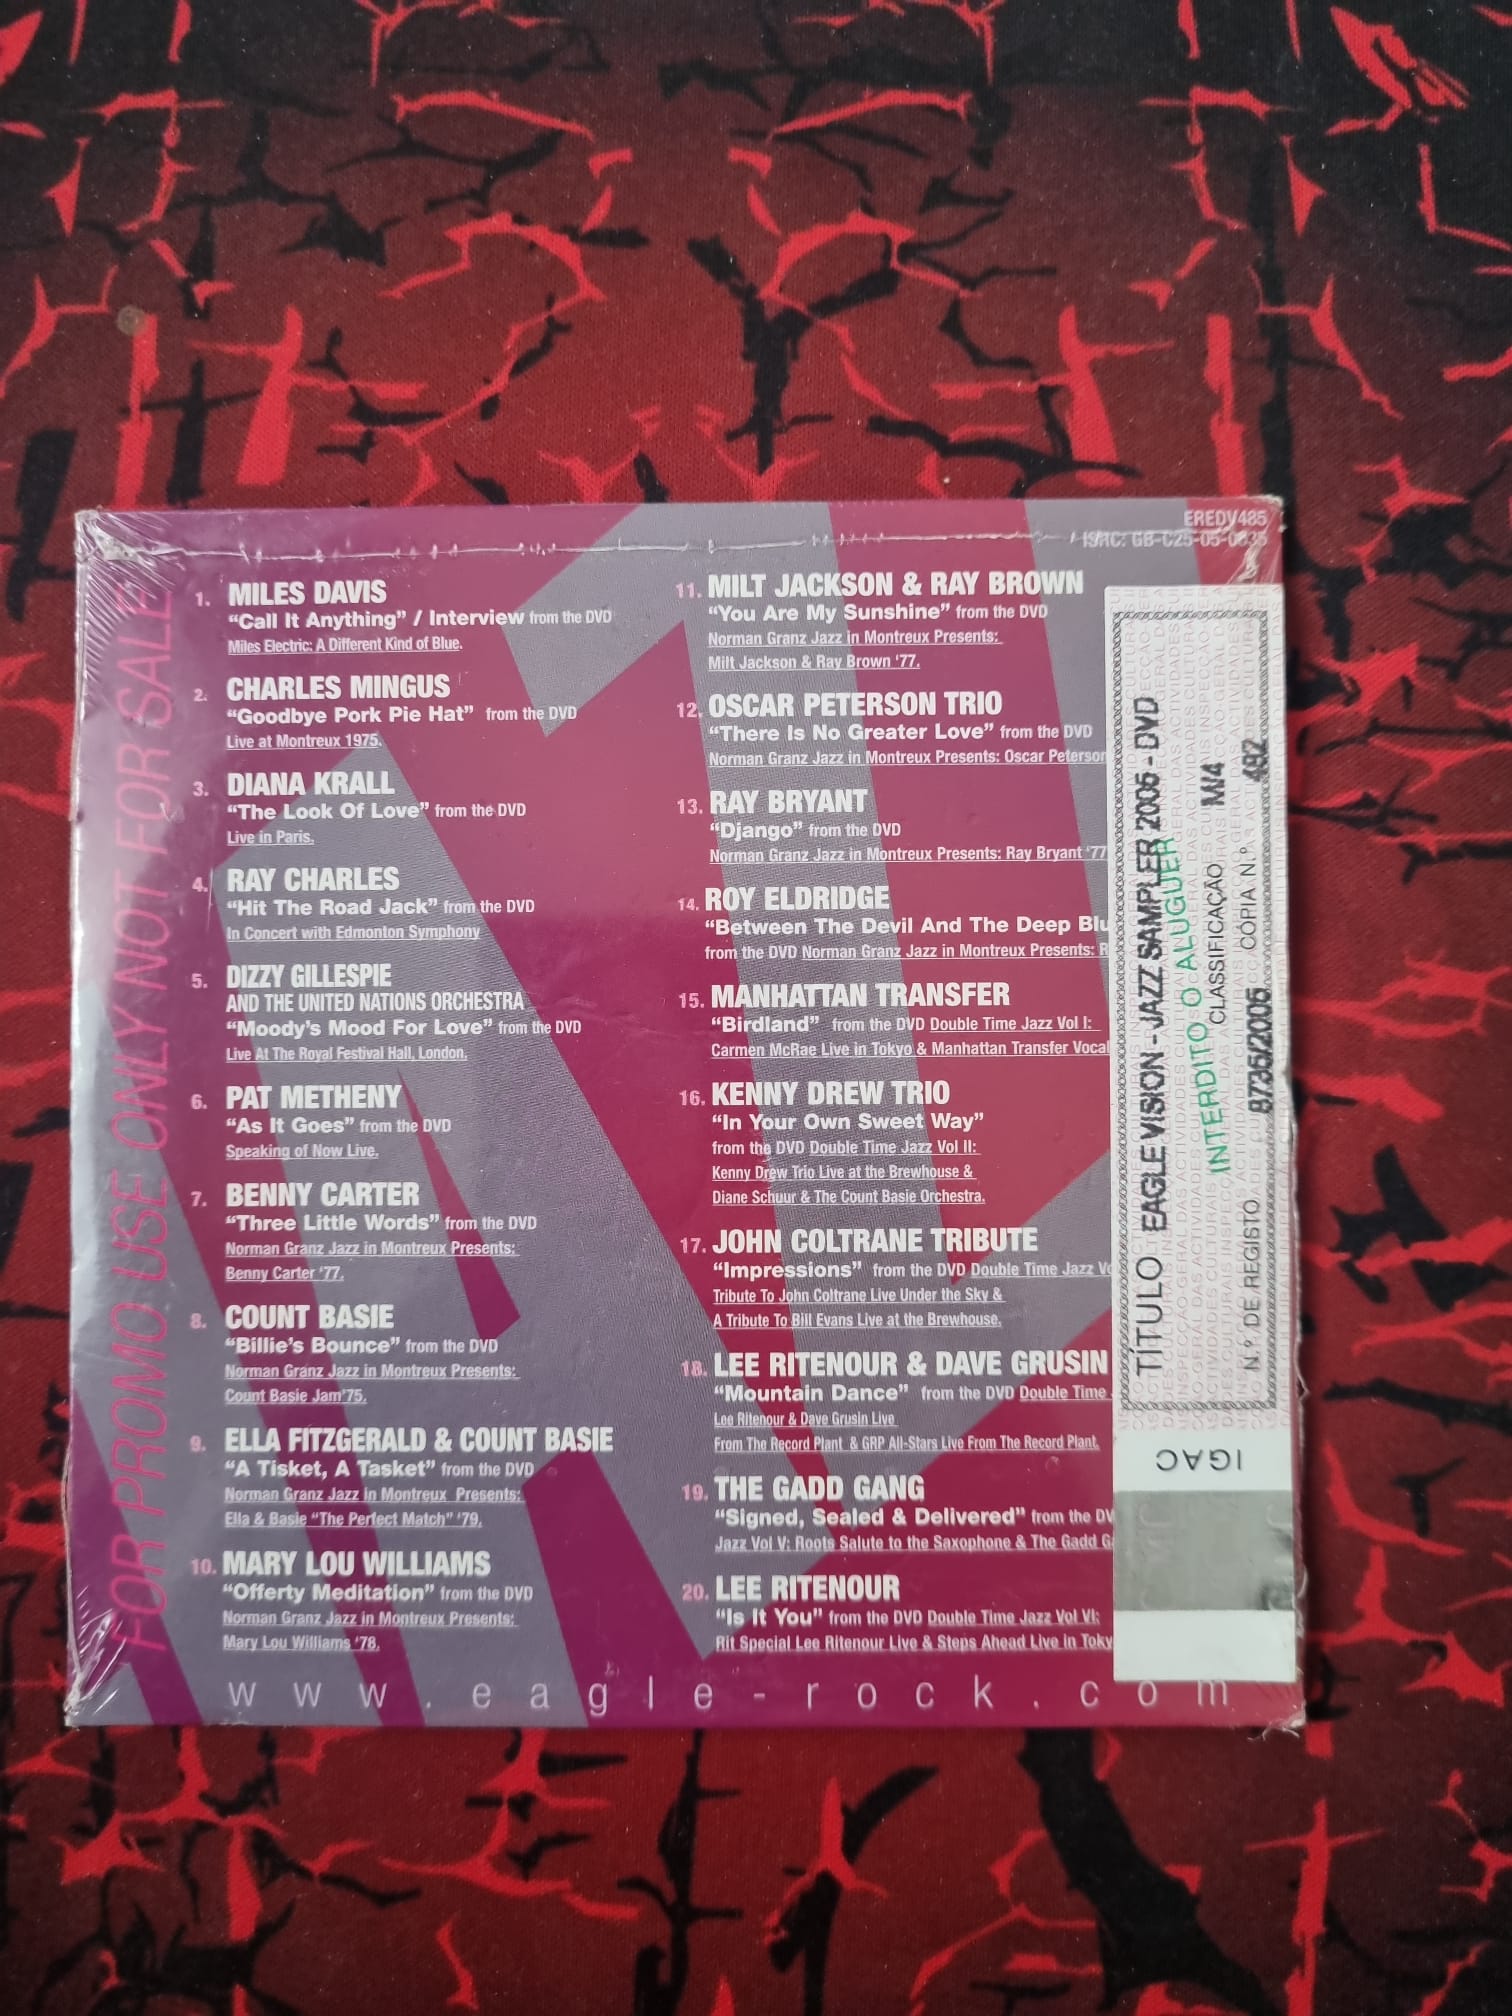 EREDV485
ISRC: GB-C25-05-0835
FOR PROMO USE ONLY NOT FOR SALE
1. MILES DAVIS
“Call It Anything” / Interview from the DVD
Miles Electric: A Different Kind of Blue.
2. CHARLES MINGUS
“Goodbye Pork Pie Hat” from the DVD
Live at Montreux 1975.
3. DIANA KRALL
“The Look Of Love” from the DVD
Live in Paris.
4. RAY CHARLES
“Hit The Road Jack” from the DVD
In Concert with Edmonton Symphony
5. DIZZY GILLESPIE
AND THE UNITED NATIONS ORCHESTRA
“Moody’s Mood For Love” from the DVD
Live At The Royal Festival Hall, London.
6. PAT METHENY
“As It Goes” from the DVD
Speaking of Now Live.
7. BENNY CARTER
“Three Little Words” from the DVD
Norman Granz Jazz in Montreux Presents:
Benny Carter ‘77.
8. COUNT BASIE
“Billie’s Bounce” from the DVD
Norman Granz Jazz in Montreux Presents:
Count Basie Jam’75.
9. ELLA FITZGERALD & COUNT BASIE
“A Tisket, A Tasket” from the DVD
Norman Granz Jazz in Montreux Presents:
Ella & Basie “The Perfect Match” ‘79.
10. MARY LOU WILLIAMS
“Offerty Meditation” from the DVD
Norman Granz Jazz in Montreux Presents:
Mary Lou Williams ‘78.
11. MILT JACKSON & RAY BROWN
“You Are My Sunshine” from the DVD
Norman Granz Jazz in Montreux Presents:
Milt Jackson & Ray Brown ‘77.
12. OSCAR PETERSON TRIO
“There Is No Greater Love” from the DVD
Norman Granz Jazz in Montreux Presents: Oscar Peterson
13. RAY BRYANT
“Django” from the DVD
Norman Granz Jazz in Montreux Presents: Ray Bryant ‘77
14. ROY ELDRIDGE
“Between The Devil And The Deep Blu
from the DVD Norman Granz Jazz in Montreux Presents: R
15. MANHATTAN TRANSFER
“Birdland” from the DVD Double Time Jazz Vol I:
Carmen McRae Live in Tokyo & Manhattan Transfer Vocal
16. KENNY DREW TRIO
“In Your Own Sweet Way”
from the DVD Double Time Jazz Vol II:
Kenny Drew Trio Live at the Brewhouse &
Diane Schuur & The Count Basie Orchestra.
17. JOHN COLTRANE TRIBUTE
“Impressions” from the DVD Double Time Jazz Vo
Tribute To John Coltrane Live Under the Sky &
A Tribute To Bill Evans Live at the Brewhouse.
18. LEE RITENOUR & DAVE GRUSIN
“Mountain Dance” from the DVD Double Time
Lee Ritenour & Dave Grusin Live
From The Record Plant & GRP All-Stars Live From The Record Plant.
19. THE GADD GANG
“Signed, Sealed & Delivered” from the DV
Jazz Vol V: Roots Salute to the Saxophone & The Gadd G
20. LEE RITENOUR
“Is It You” from the DVD Double Time Jazz Vol VI:
Rit Special Lee Ritenour Live & Steps Ahead Live in Toky
www.eagle-rock.com
TÍTULO EAGLE VISION - JAZZ SAMPLER 2005 - DVD
INTERDITO O ALUGUER
CLASSIFICAÇÃO M/4
N.º DE REGISTO 8735/2005 CÓPIA N.º 492
IGAC